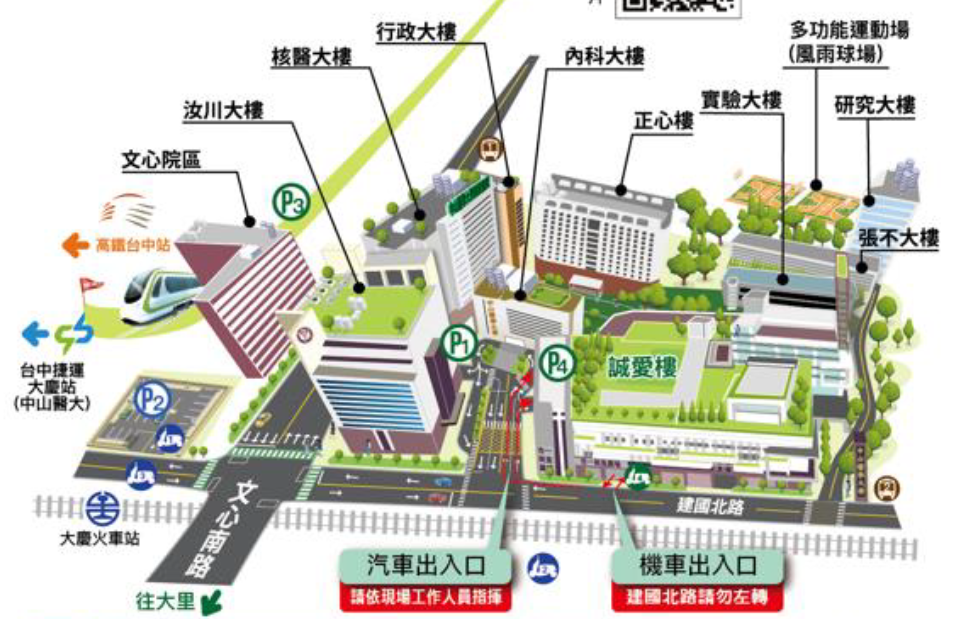 行政大樓
核醫大樓
內科大樓
多功能運動場
(風雨球場)
汝川大樓
正心樓
實驗大樓
研究大樓
文心院區
1
P3
高鐵台中站
張不大樓
P1
P4
誠愛樓
台中捷運
大慶站
(中山醫大)
P2
文心南路
建國北路
2
大慶火車站
汽車出入口
請依現場工作人員指揮
機車出入口
建國北路請勿左轉
往大里